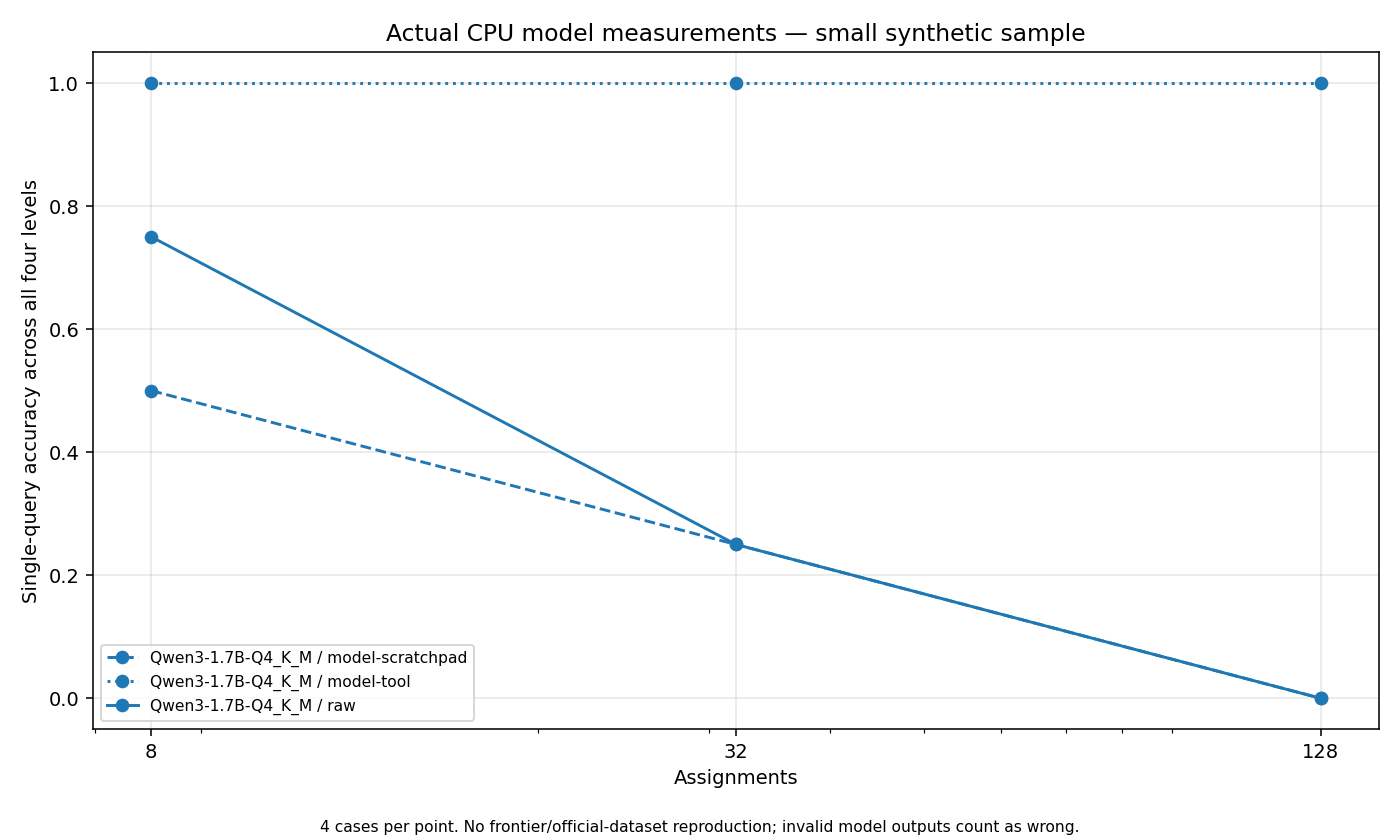 Actual CPU model measurements — small synthetic sample
Single-query accuracy across all four levels
1.0
0.8
0.6
0.4
0.2
0.0
Qwen3-1.7B-Q4_K_M / model-scratchpad
Qwen3-1.7B-Q4_K_M / model-tool
Qwen3-1.7B-Q4_K_M / raw
8 32 128
Assignments
4 cases per point. No frontier/official-dataset reproduction; invalid model outputs count as wrong.